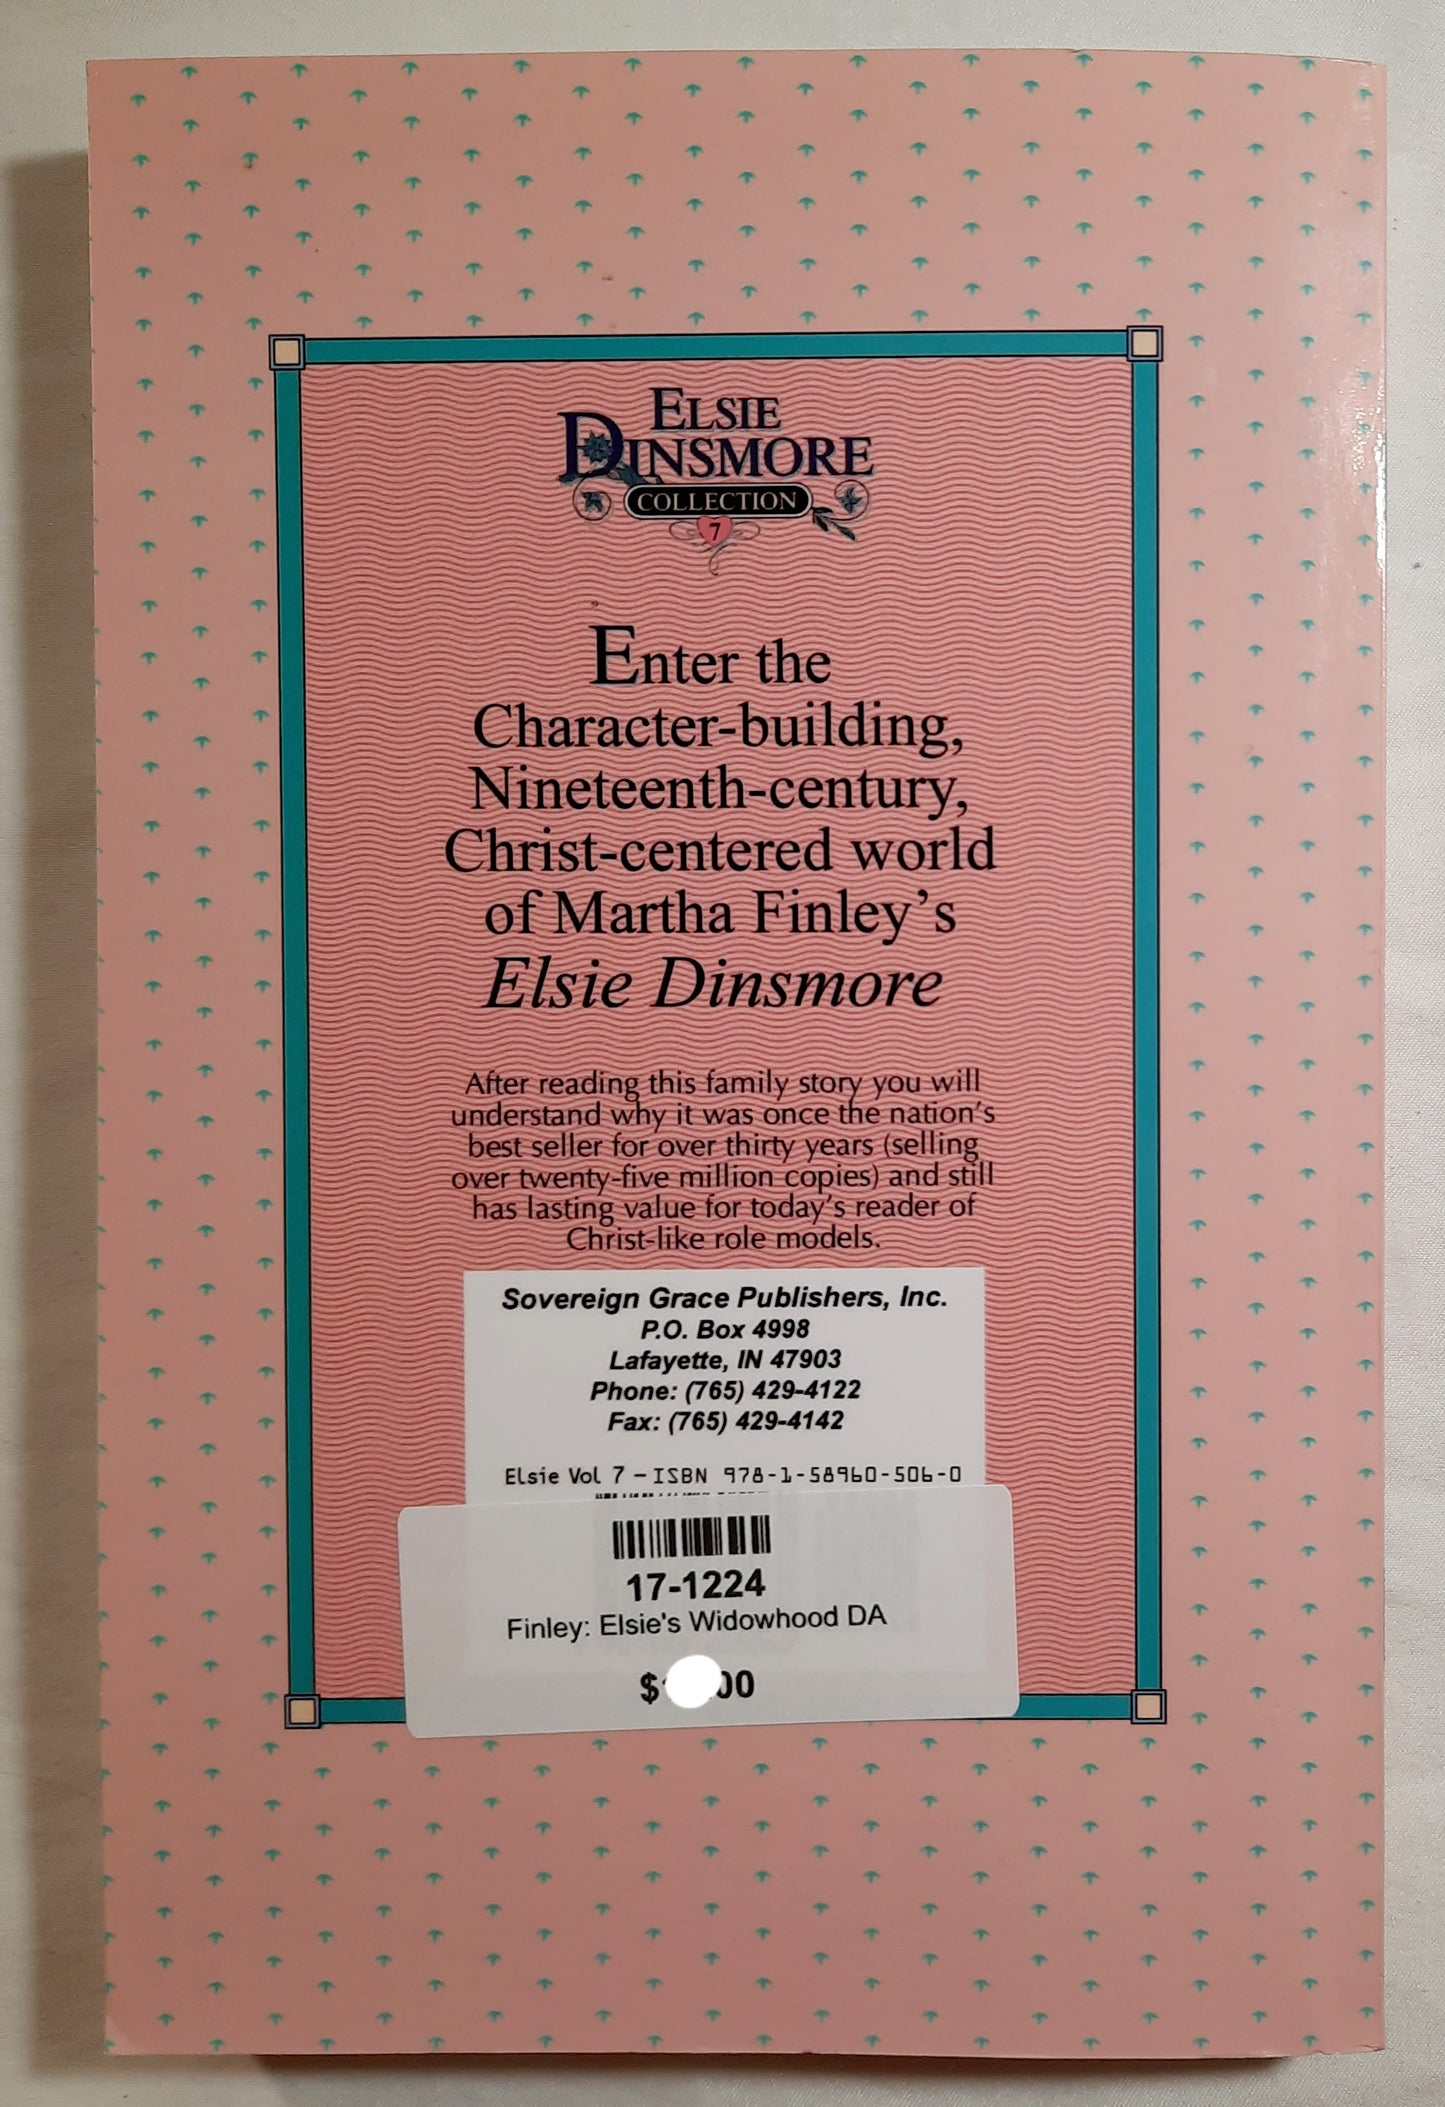 ELSIE
DINSMORE
COLLECTION
7
Enter the
Character-building,
Nineteenth-century,
Christ-centered world
of Martha Finley's
Elsie Dinsmore
After reading this family story you will
understand why it was once the nation's
best seller for over thirty years (selling
over twenty-five million copies) and still
has lasting value for today's reader of
Christ-like role models.
Sovereign Grace Publishers, Inc.
P.O. Box 4998
Lafayette, IN 47903
Phone: (765) 429-4122
Fax: (765) 429-4142
Elsie Vol 7 – ISBN 978-1-58960-506-0
17-1224
Finley: Elsie's Widowhood DA